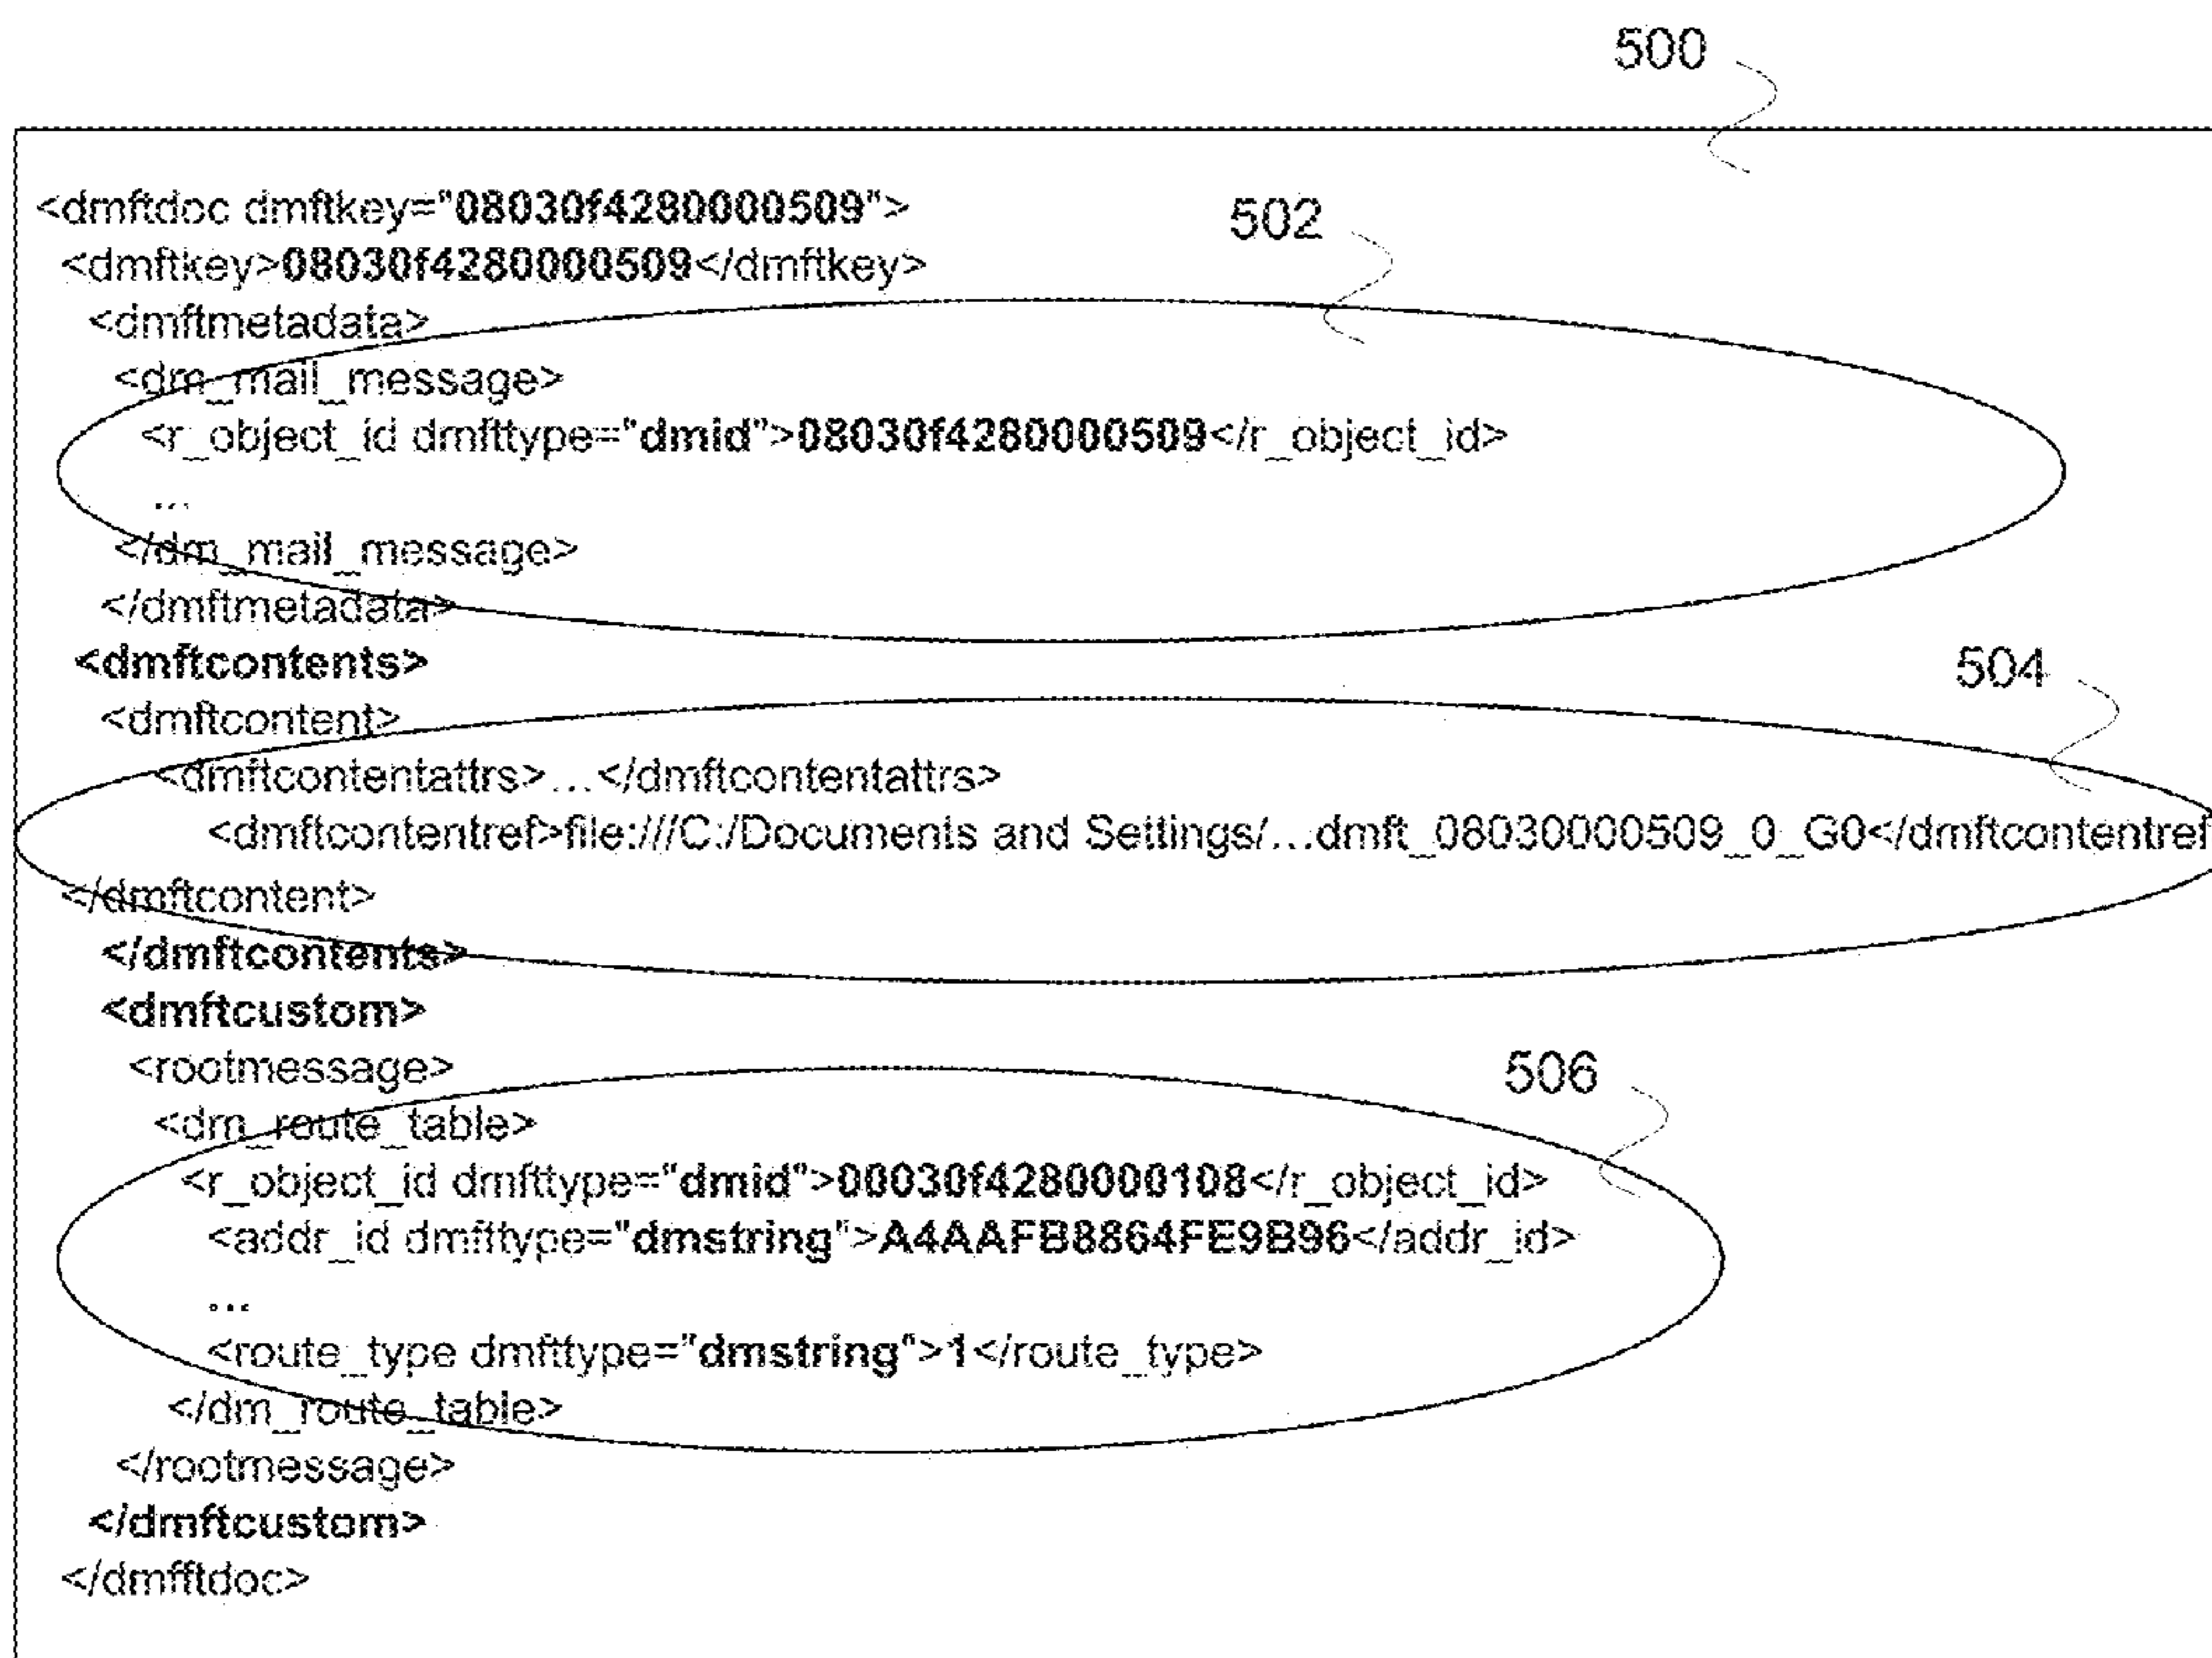 500
<dmftdoc dmftkey="08030f4280000509">
502
<dmftkey>08030f4280000509</dmftkey>
<dmftmetadata>
<dm_mail_message>
<r_object_id dmfttype="dmid">08030f4280000509</r_object_id>
...
</dm_mail_message>
</dmftmetadata>
<dmftcontents>
504
<dmftcontent>
<dmftcontentattrs>...</dmftcontentattrs>
<dmftcontentref>file:///C:/Documents and Settings/...dmft_08030000509_0_G0</dmftcontentref
</dmftcontent>
</dmftcontents>
<dmftcustom>
<rootmessage>
506
<dm_route_table>
<r_object_id dmfttype="dmid">00030f4280000108</r_object_id>
<addr_id dmfttype="dmstring">A4AAFB8864FE9B96</addr_id>
...
<route_type dmfttype="dmstring">1</route_type>
</dm_route_table>
</rootmessage>
</dmftcustom>
</dmfftdoc>